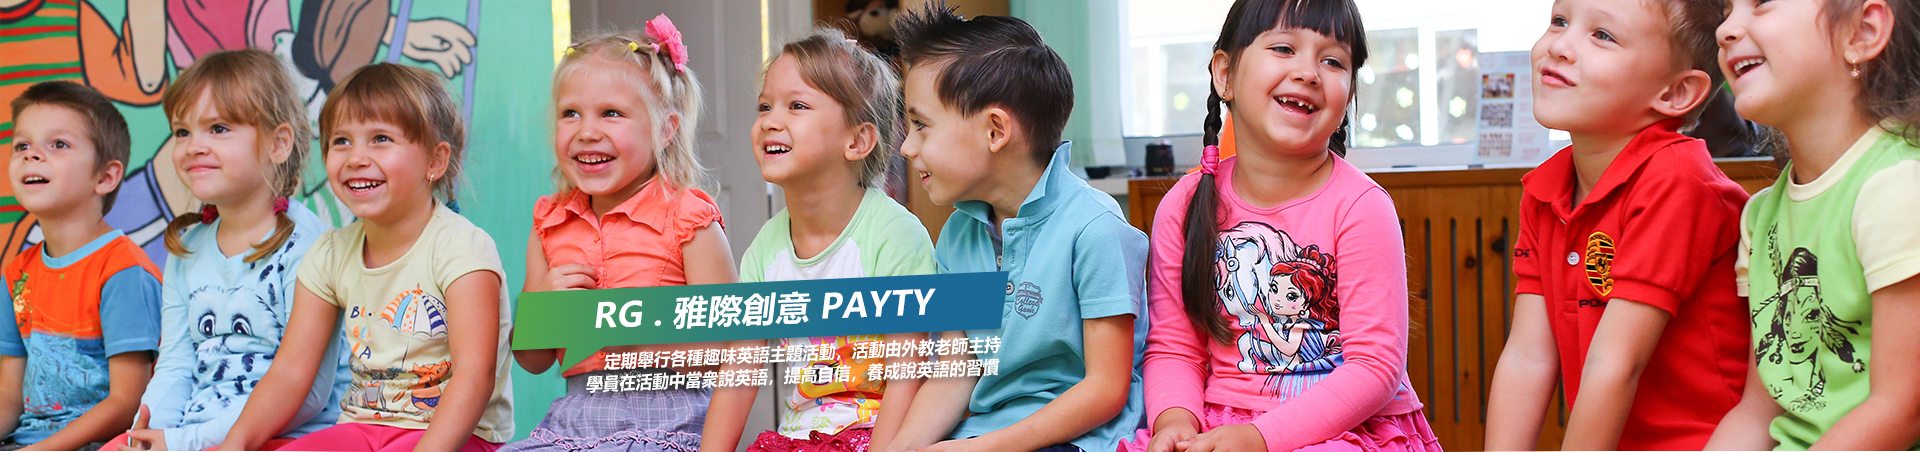 RG . 雅際創意 PAYTY
定期舉行各種趣味英語主題活動，活動由外教老師主持
學員在活動中當衆說英語，提高自信，養成說英語的習慣